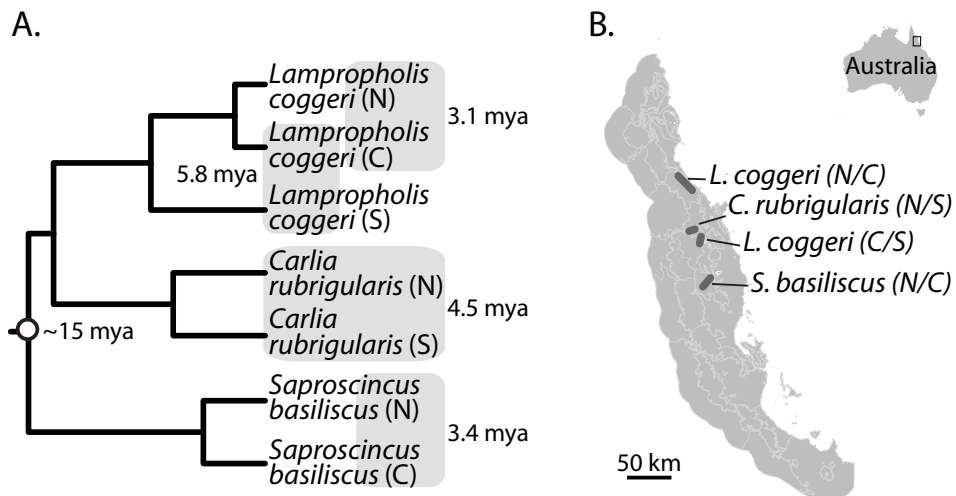 A.
Lampropholis
coggeri (N)
3.1 mya
Lampropholis
coggeri (C)
5.8 mya
Lampropholis
coggeri (S)
Carlia
rubrigularis (N)
4.5 mya
Carlia
rubrigularis (S)
~15 mya
Saproscincus
basiliscus (N)
3.4 mya
Saproscincus
basiliscus (C)
B.
Australia
L. coggeri (N/C)
C. rubrigularis (N/S)
L. coggeri (C/S)
S. basiliscus (N/C)
50 km